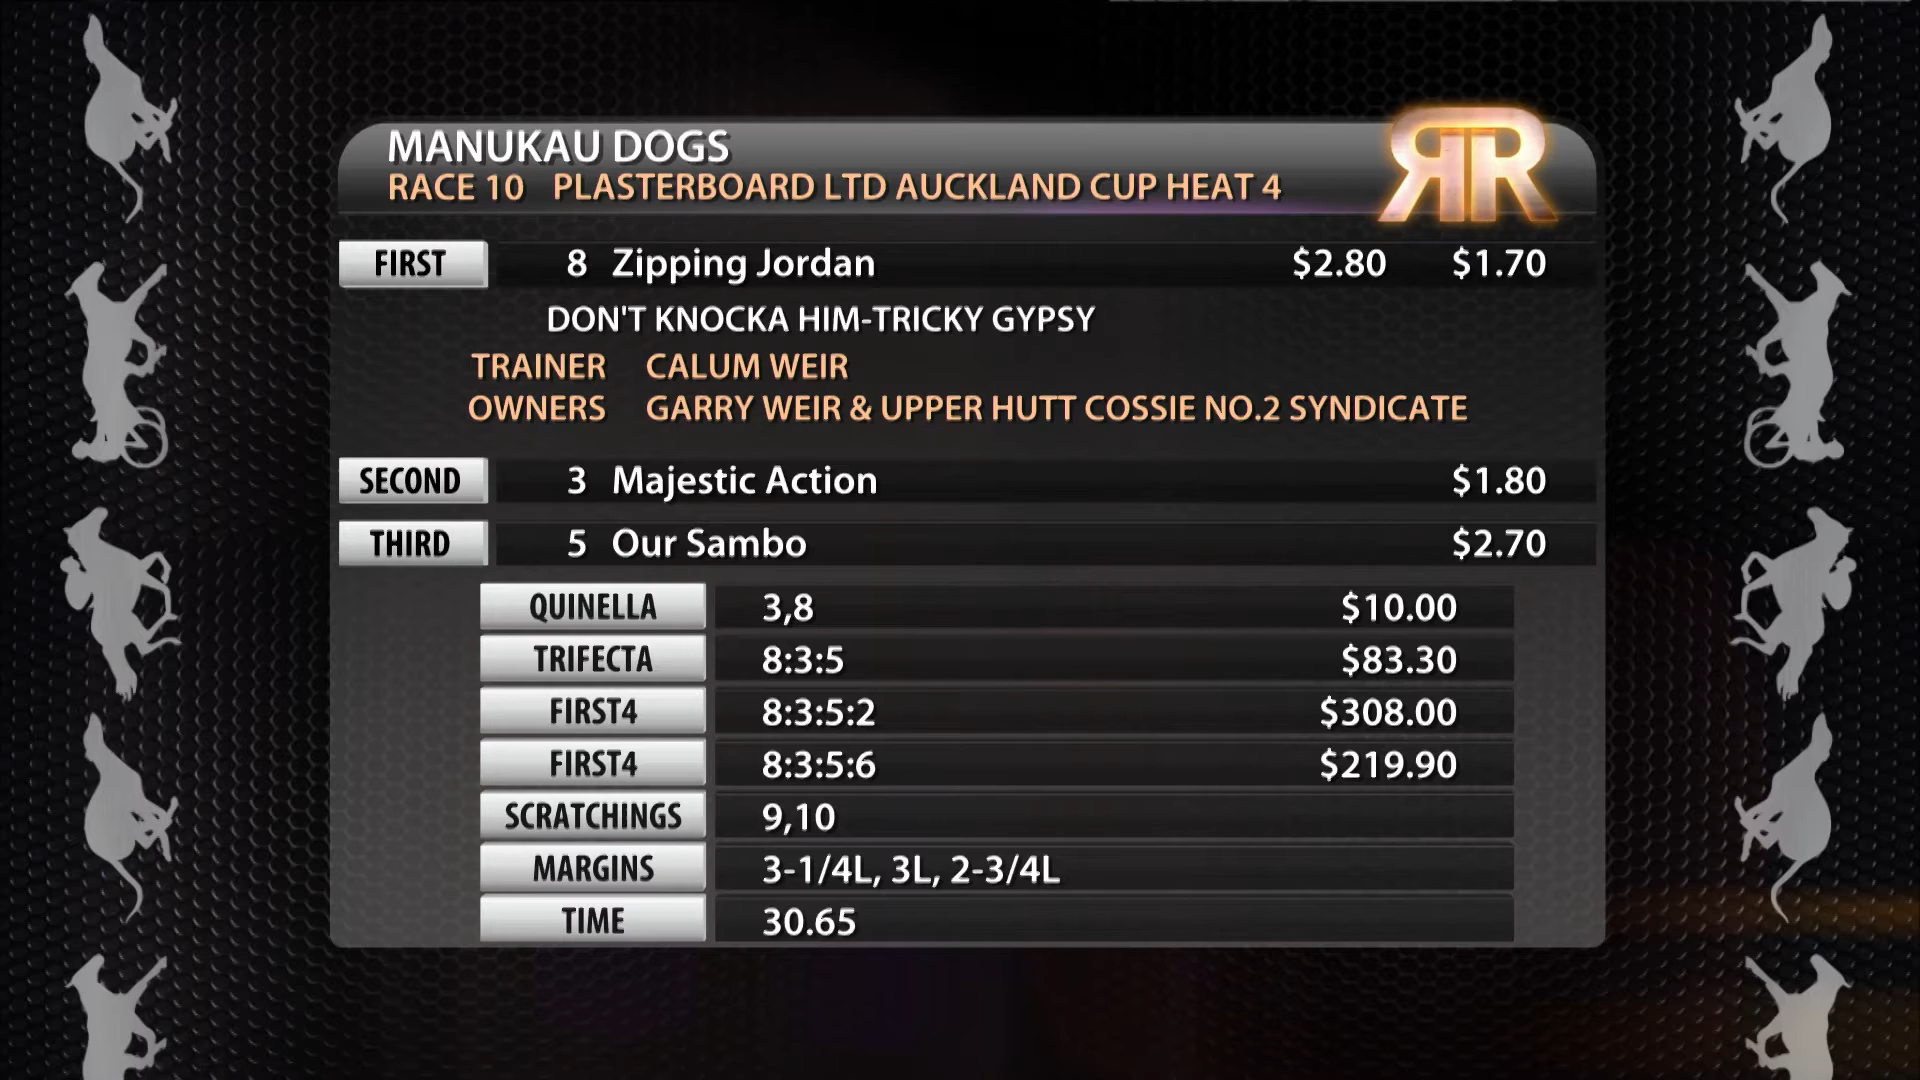 MANUKAU DOGS
RACE 10 PLASTERBOARD LTD AUCKLAND CUP HEAT 4
RR
FIRST 8 Zipping Jordan $2.80 $1.70
DON'T KNOCKA HIM-TRICKY GYPSY
TRAINER CALUM WEIR
OWNERS GARRY WEIR & UPPER HUTT COSSIE NO.2 SYNDICATE
SECOND 3 Majestic Action $1.80
THIRD 5 Our Sambo $2.70
QUINELLA 3,8 $10.00
TRIFECTA 8:3:5 $83.30
FIRST4 8:3:5:2 $308.00
FIRST4 8:3:5:6 $219.90
SCRATCHINGS 9,10
MARGINS 3-1/4L, 3L, 2-3/4L
TIME 30.65